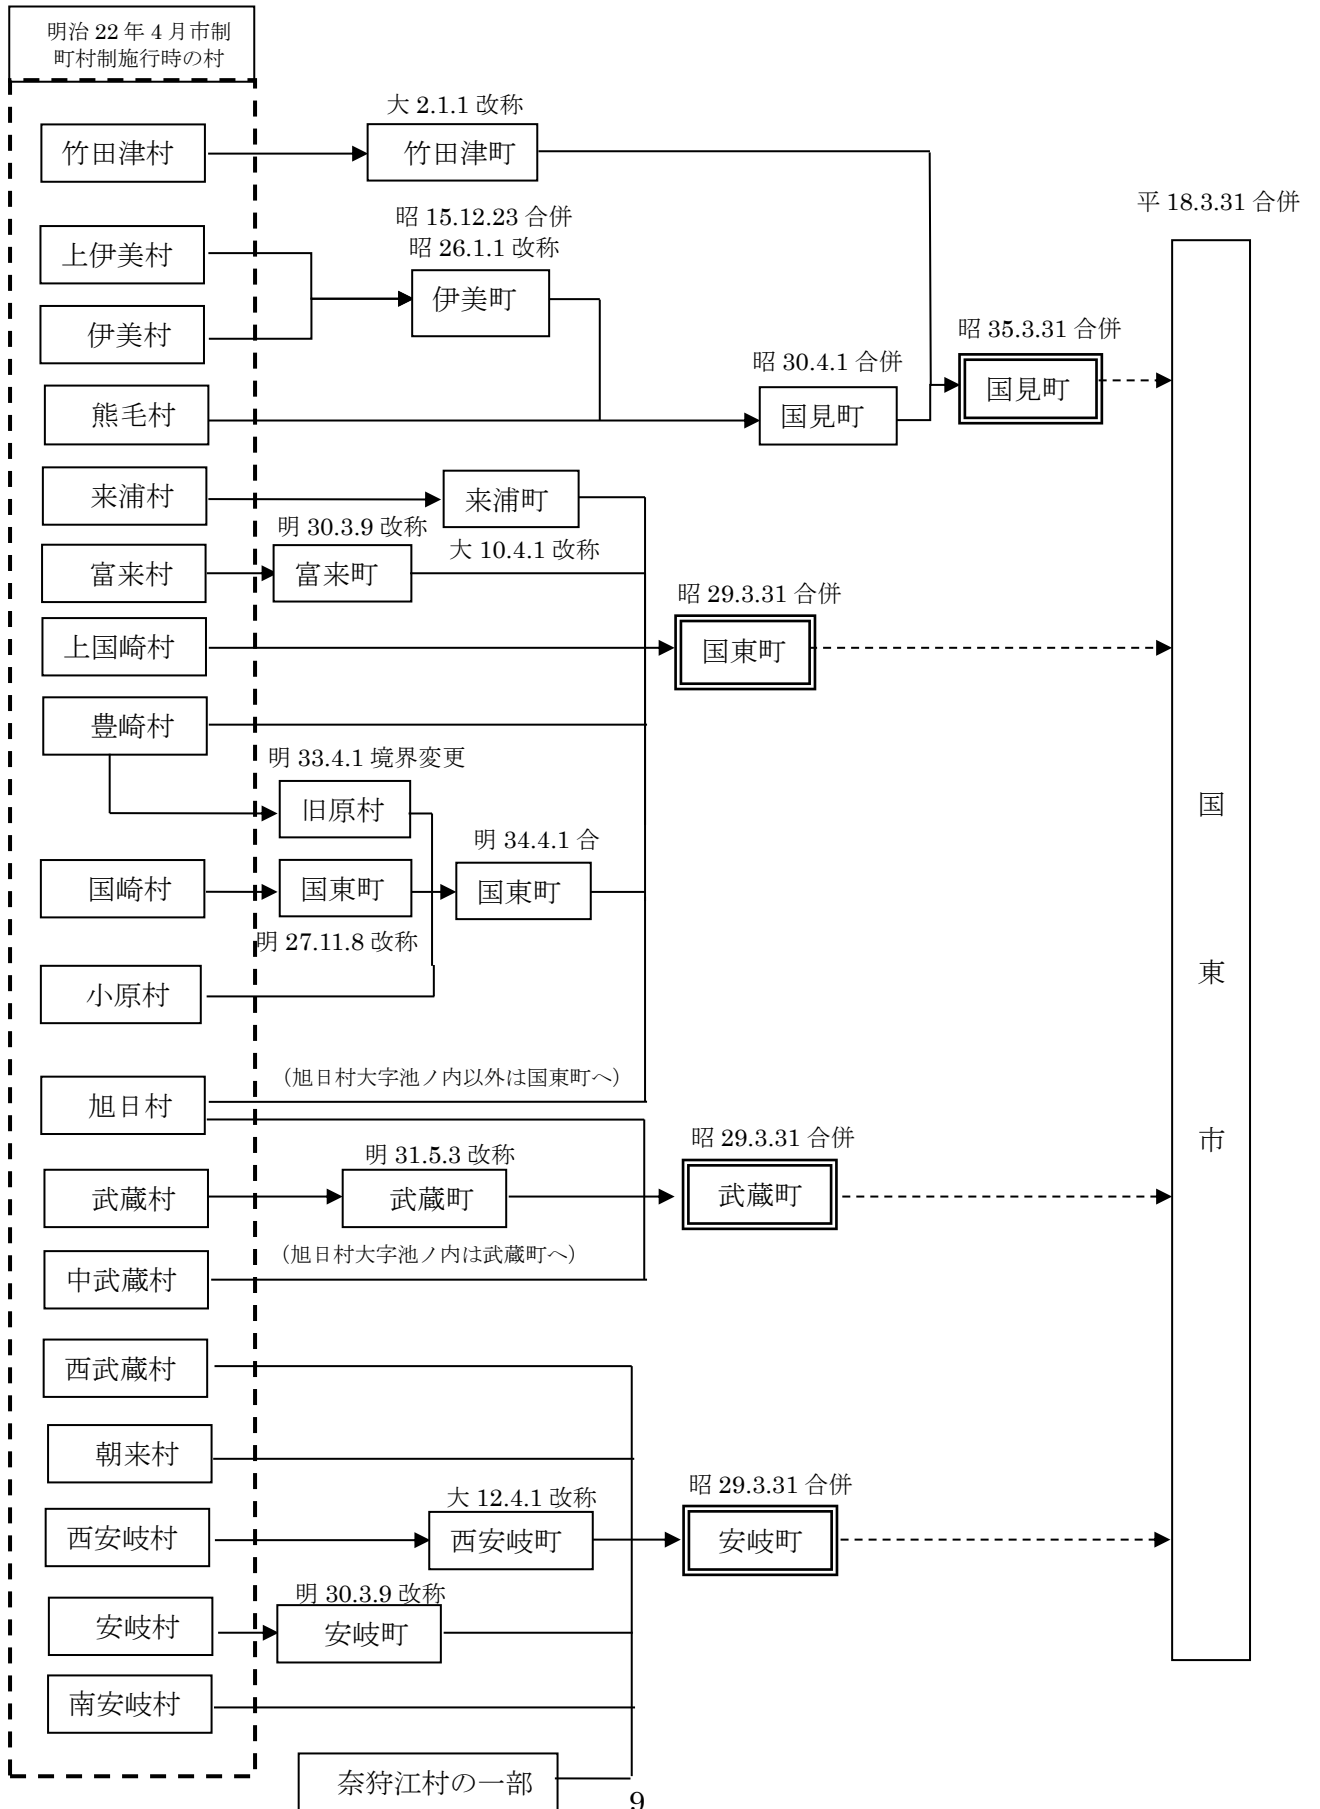 明治 22 年 4 月市制
町村制施行時の村
大 2.1.1 改称
竹田津村
竹田津町
平 18.3.31 合併
昭 15.12.23 合併
昭 26.1.1 改称
上伊美村
伊美町
伊美村
昭 35.3.31 合併
昭 30.4.1 合併
国見町
熊毛村
国見町
来浦村
来浦町
明 30.3.9 改称
大 10.4.1 改称
富来村
富来町
昭 29.3.31 合併
上国崎村
国東町
豊崎村
明 33.4.1 境界変更
旧原村
明 34.4.1 合
国崎村
国東町
国東町
明 27.11.8 改称
小原村
国
東
市
（旭日村大字池ノ内以外は国東町へ）
旭日村
昭 29.3.31 合併
明 31.5.3 改称
武蔵村
武蔵町
武蔵町
（旭日村大字池ノ内は武蔵町へ）
中武蔵村
西武蔵村
朝来村
昭 29.3.31 合併
大 12.4.1 改称
西安岐村
西安岐町
安岐町
明 30.3.9 改称
安岐村
安岐町
南安岐村
奈狩江村の一部
9